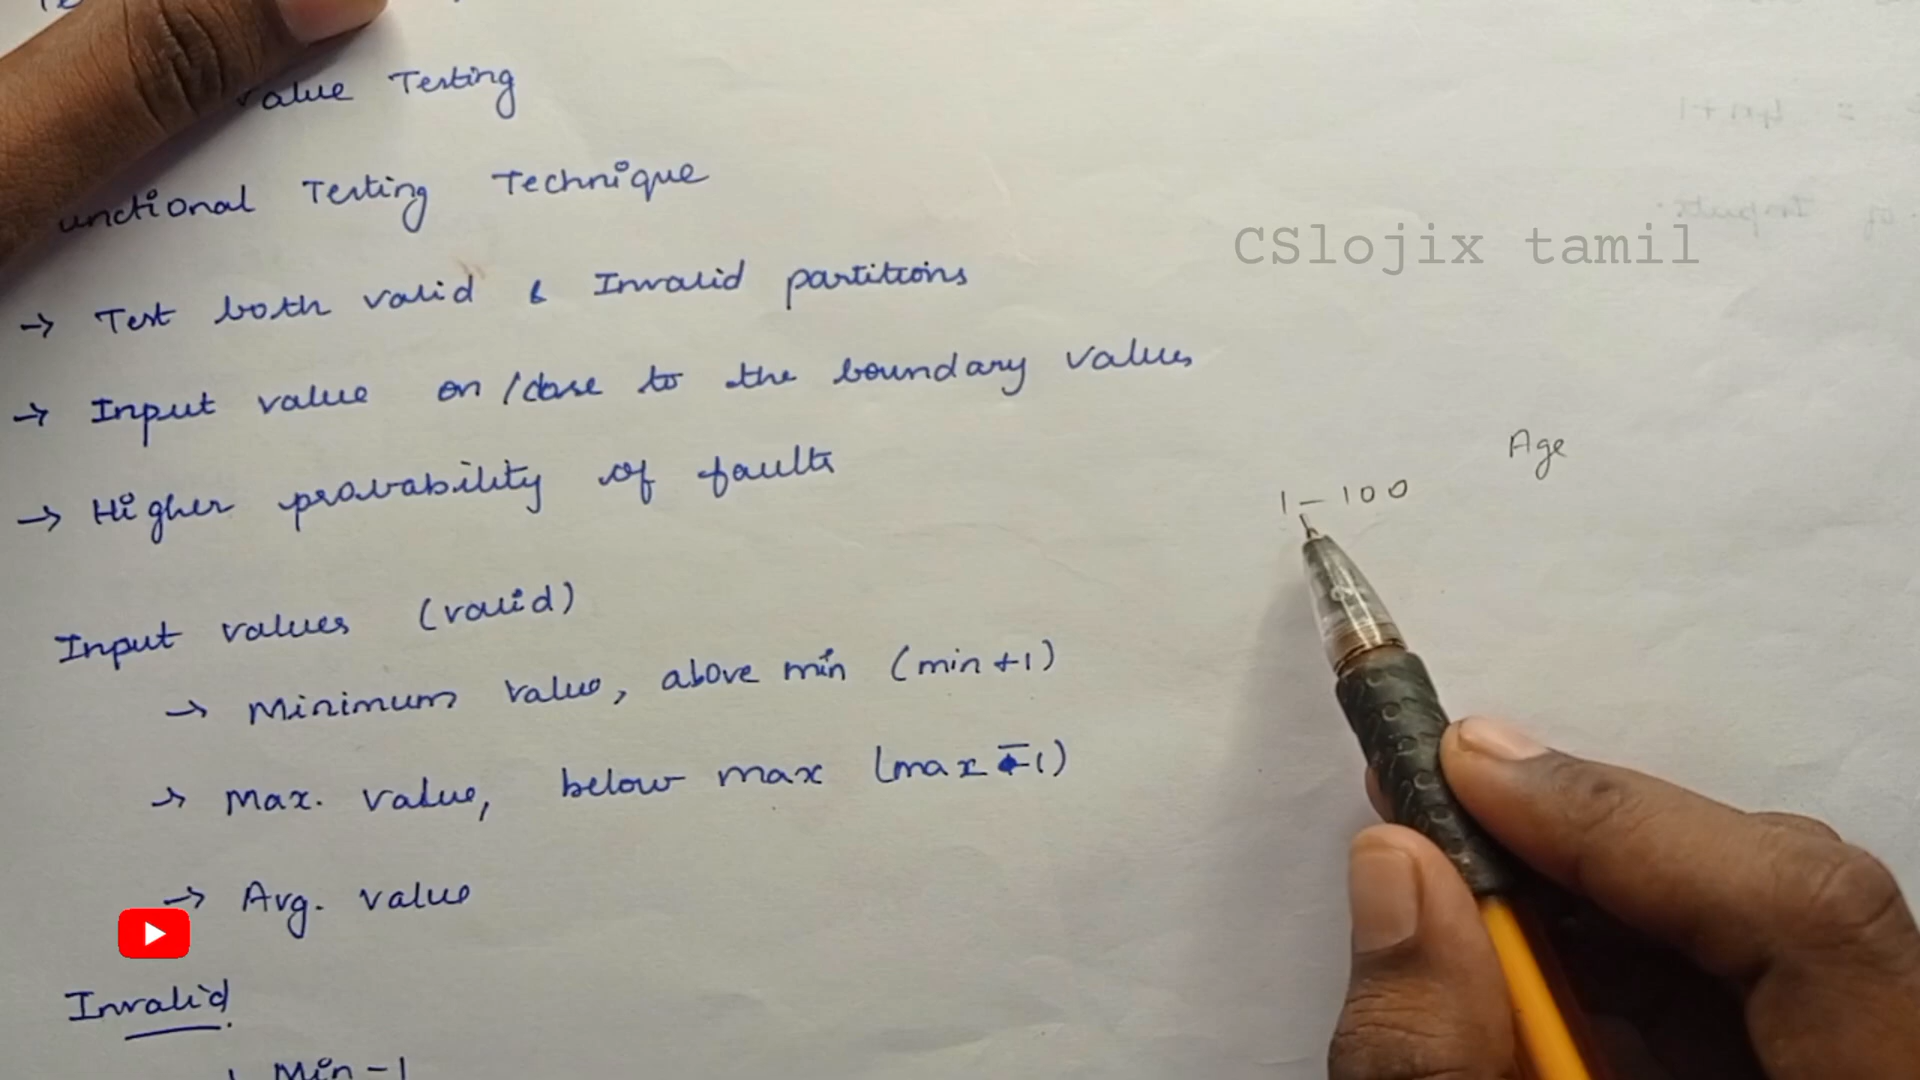 Value Testing
unctional Testing Technique
→ Test both valid & Invalid partitions
→ Input value on/close to the boundary values
→ Higher probability of faults
Age
1-100
Input values (valid)
→ Minimum value, above min (min+1)
→ Max. value, below max (max-1)
→ Avg. value
Invalid
Min-1
CSlojix tamil